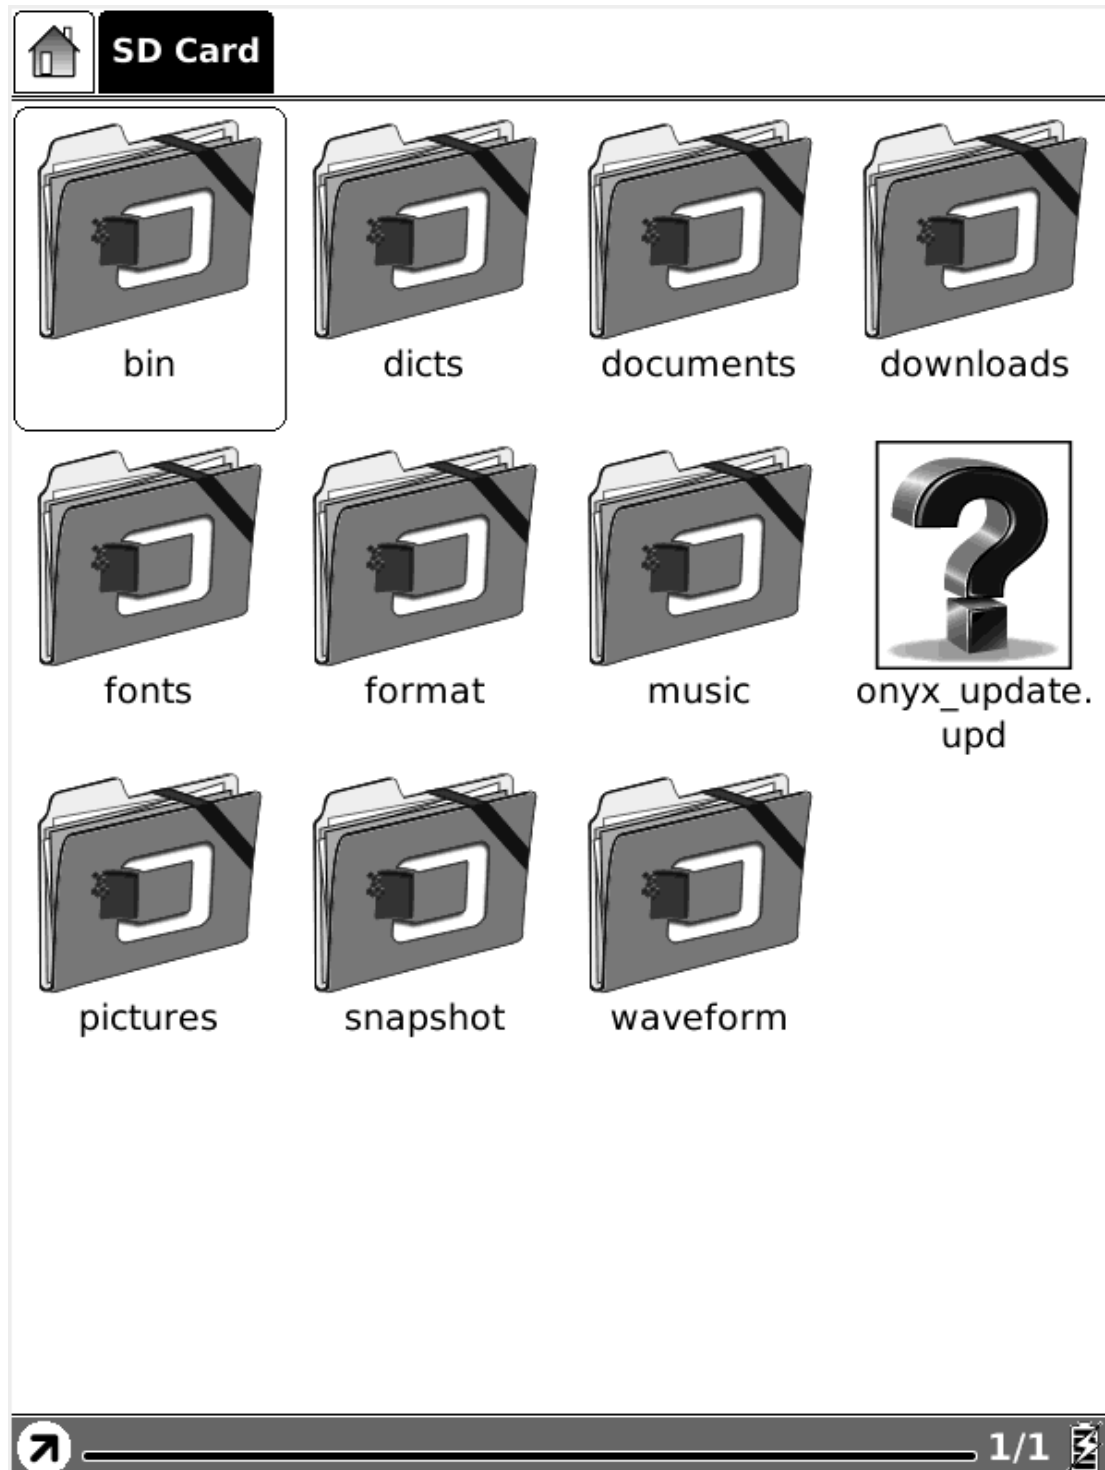 SD Card
bin
dicts
documents
downloads
fonts
format
music
onyx_update.
upd
pictures
snapshot
waveform
1/1